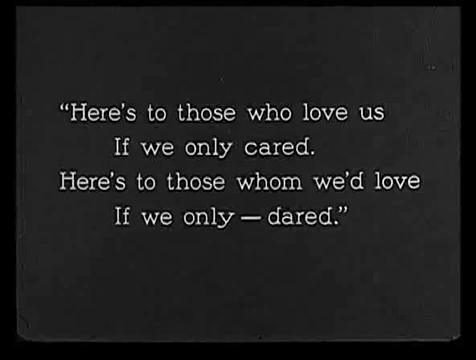 “Here's to those who love us
If we only cared.
Here's to those whom we'd love
If we only — dared.”